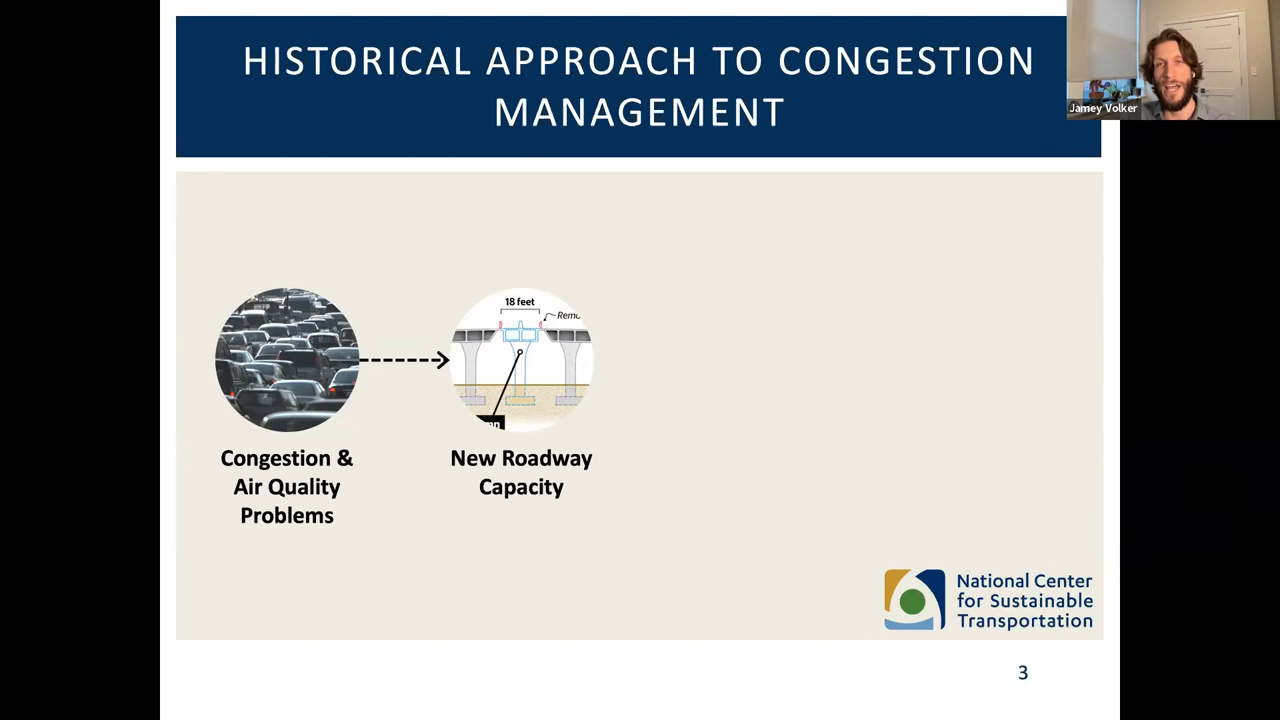 HISTORICAL APPROACH TO CONGESTION
MANAGEMENT
Jamey Volker
18 feet
Congestion &
Air Quality
Problems
New Roadway
Capacity
National Center
for Sustainable
Transportation
3